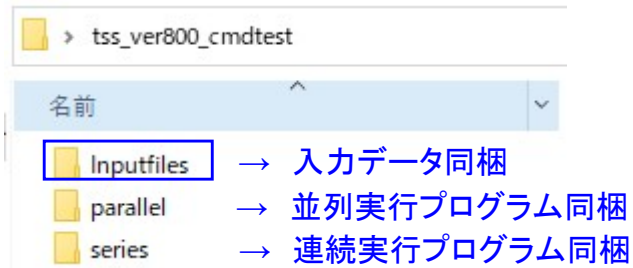 > tss_ver800_cmdtest
名前
Inputfiles → 入力データ同梱
parallel → 並列実行プログラム同梱
series → 連続実行プログラム同梱